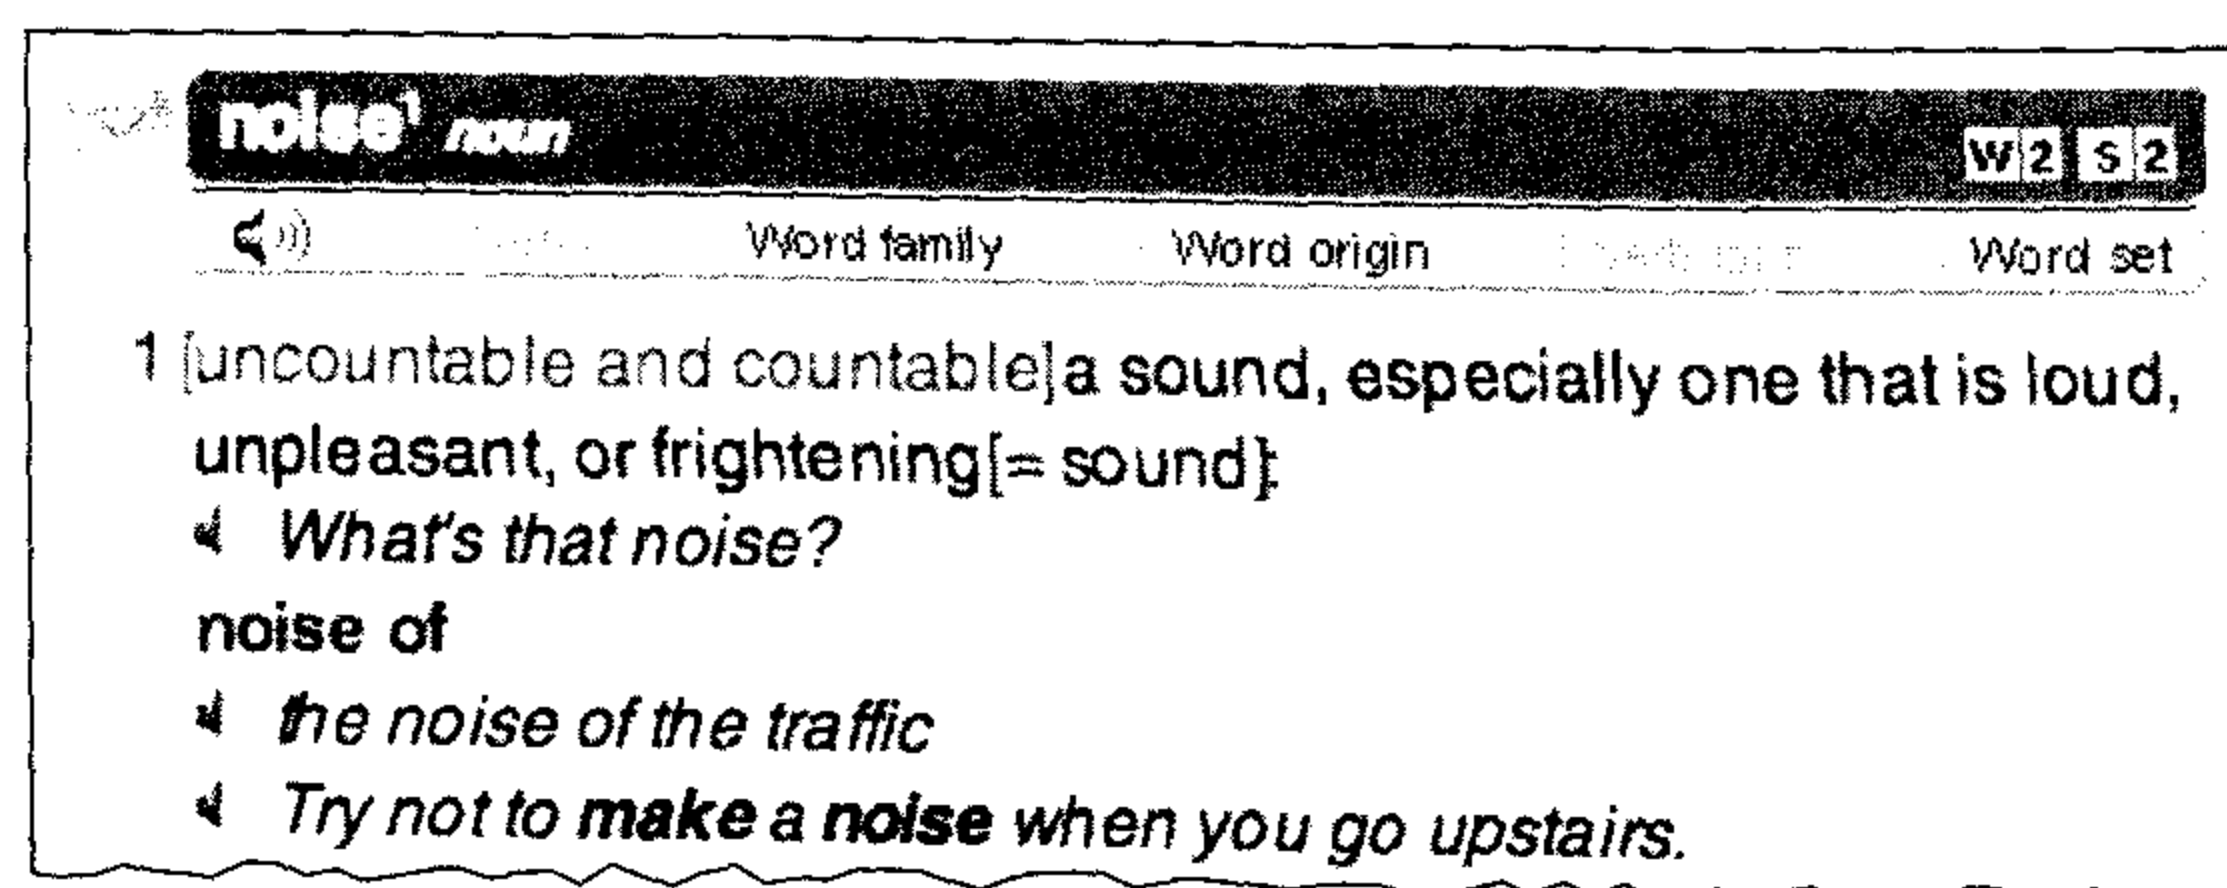 noise¹ noun W2 S2
Word family Word origin Word set
1 [uncountable and countable]a sound, especially one that is loud,
unpleasant, or frightening[= sound]:
What's that noise?
noise of
the noise of the traffic
Try not to make a noise when you go upstairs.